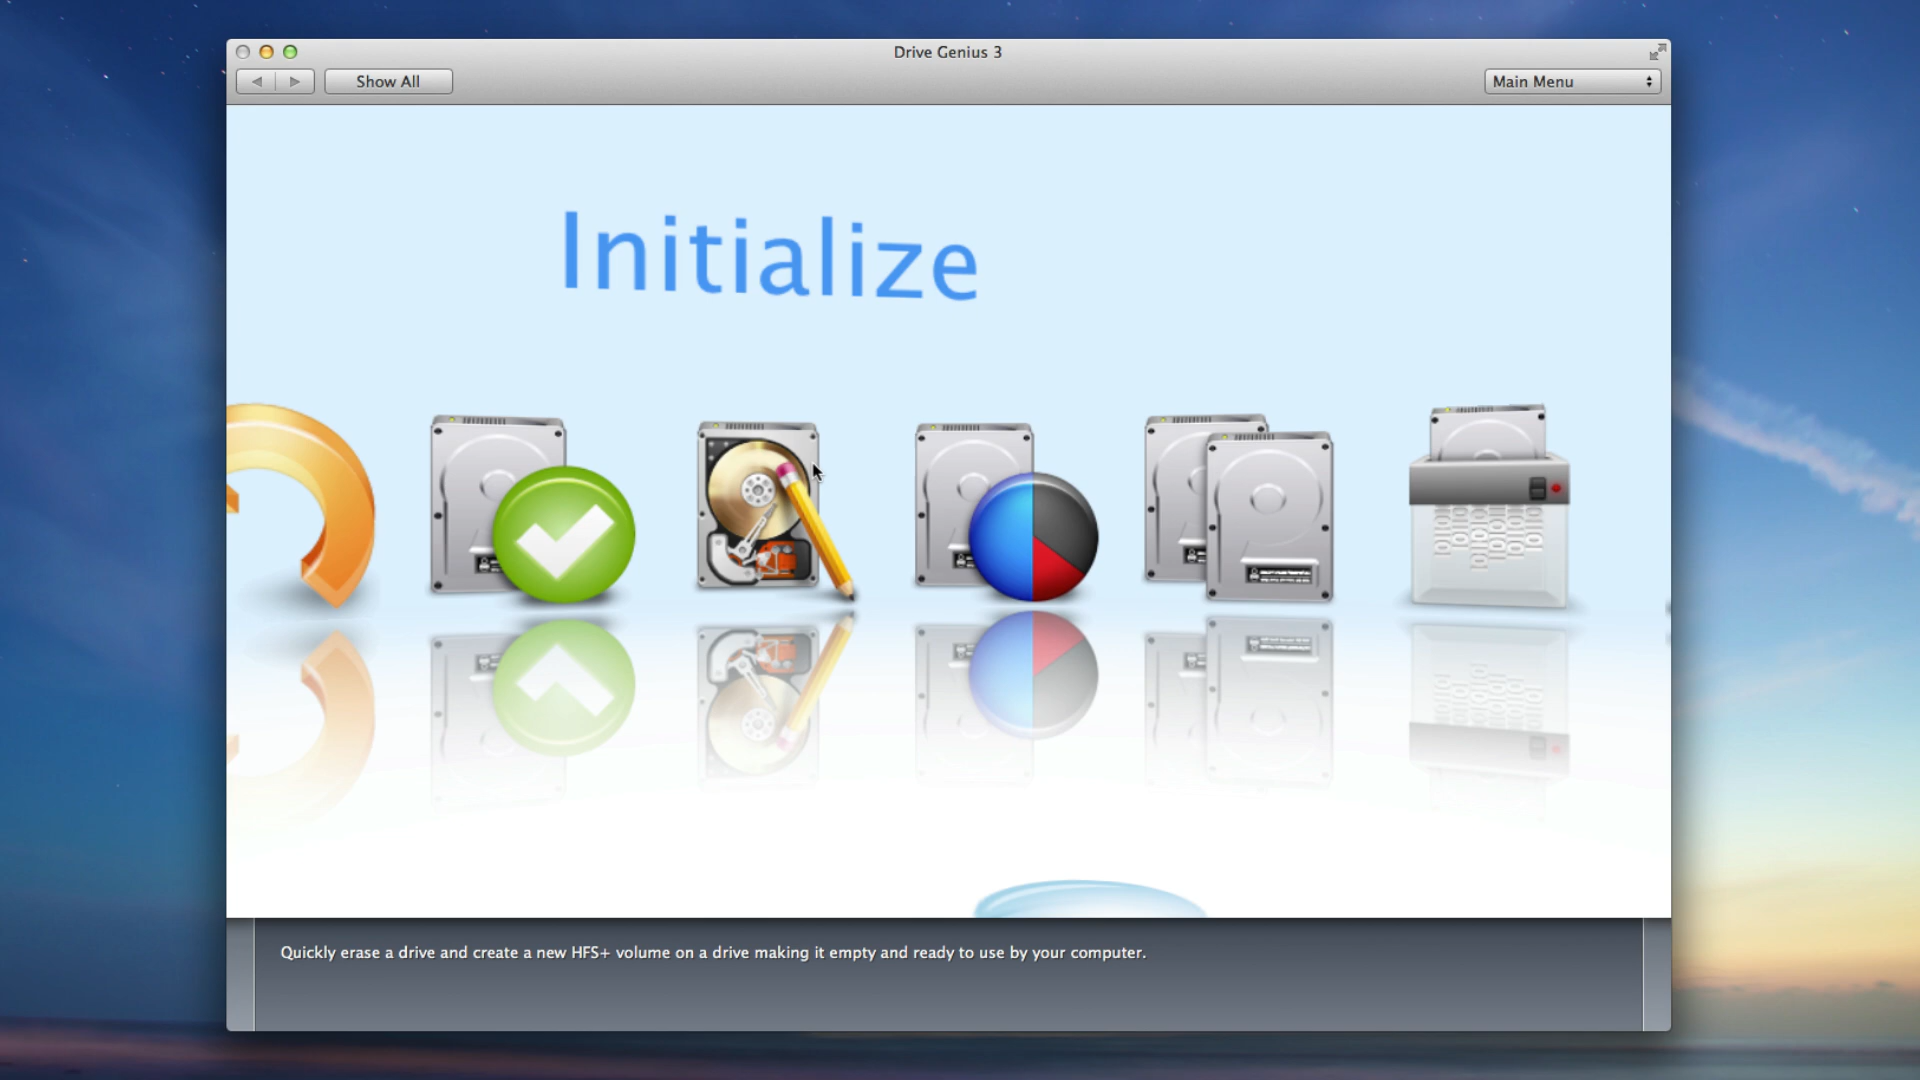 Drive Genius 3
Show All
Main Menu
Initialize
Quickly erase a drive and create a new HFS+ volume on a drive making it empty and ready to use by your computer.